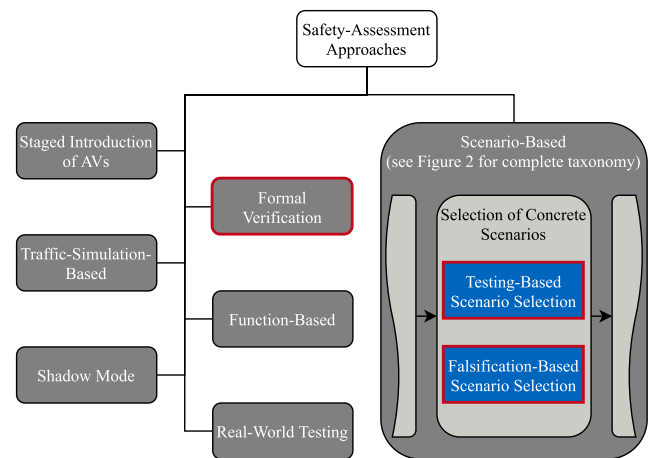 Safety-Assessment
Approaches
Staged Introduction
of AVs
Formal
Verification
Traffic-Simulation-
Based
Function-Based
Shadow Mode
Real-World Testing
Scenario-Based
(see Figure 2 for complete taxonomy)
Selection of Concrete
Scenarios
Testing-Based
Scenario Selection
Falsification-Based
Scenario Selection